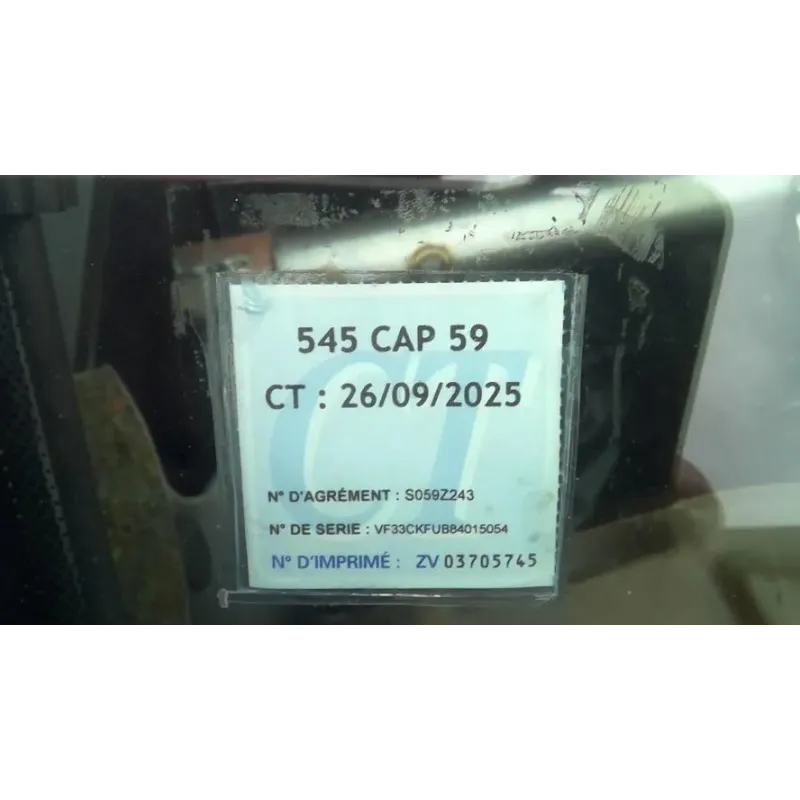 545 CAP 59
CT : 26/09/2025
N° D'AGRÉMENT : S059Z243
N° DE SERIE : VF33CKFUB84015054
N° D'IMPRIMÉ : ZV 03705745